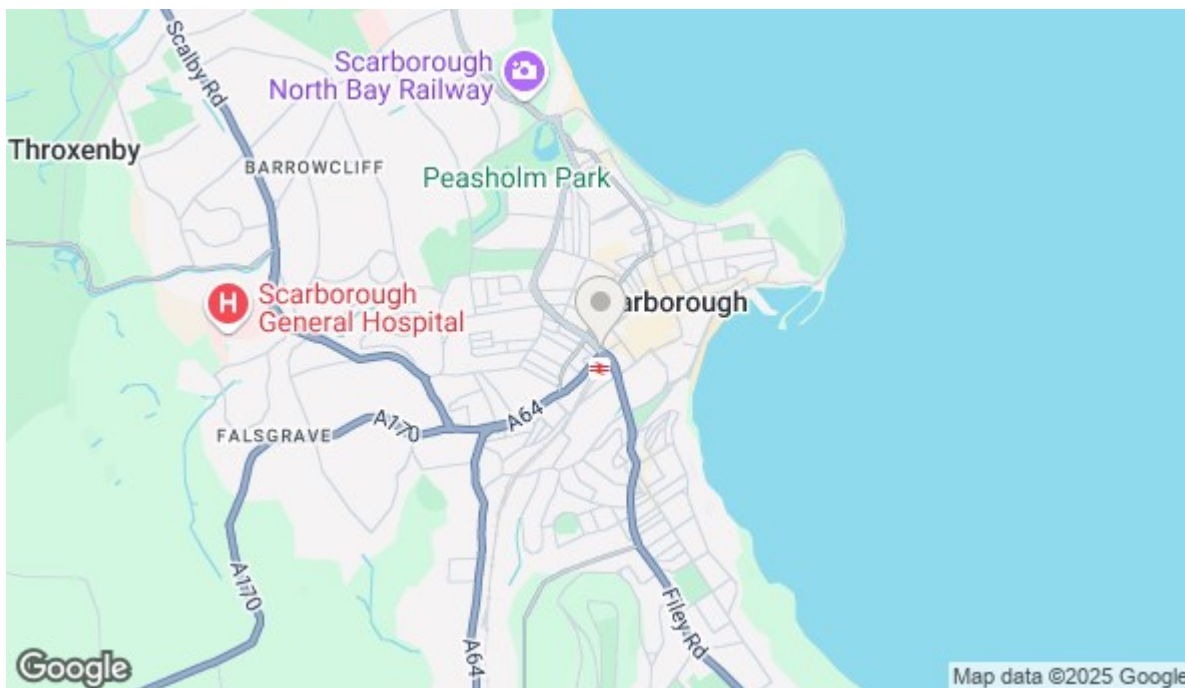 Scalby Rd
Scarborough
North Bay Railway
Throxenby
BARROWCLIFF
Peasholm Park
H
Scarborough
General Hospital
arborough
A64
A170
FALSGRAVE
A170
A64
Filey Rd
Google
Map data ©2025 Google